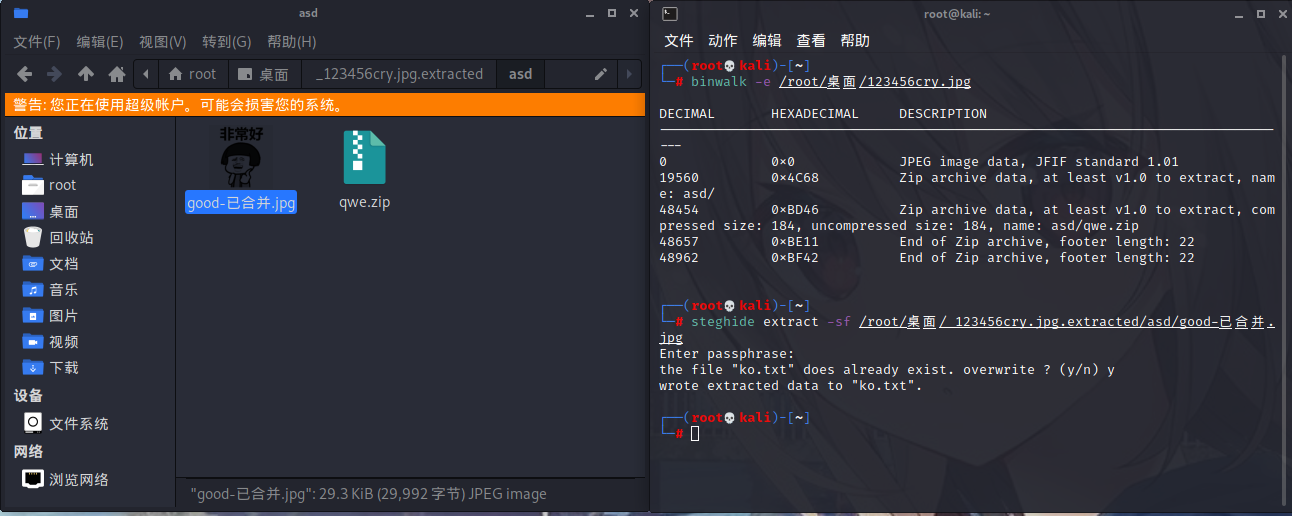 asd
文件(F) 编辑(E) 视图(V) 转到(G) 帮助(H)
root 桌面 _123456cry.jpg.extracted asd
警告: 您正在使用超级帐户。可能会损害您的系统。
位置
计算机
root
桌面
回收站
文档
音乐
图片
视频
下载
设备
文件系统
网络
浏览网络
非常好
good-已合并.jpg
qwe.zip
"good-已合并.jpg": 29.3 KiB (29,992 字节) JPEG image
root@kali: ~
文件 动作 编辑 查看 帮助
┌──(root💀kali)-[~]
└─# binwalk -e /root/桌面/123456cry.jpg
DECIMAL       HEXADECIMAL     DESCRIPTION
--------------------------------------------------------------------------------
0             0×0             JPEG image data, JFIF standard 1.01
19560         0×4C68          Zip archive data, at least v1.0 to extract, nam
e: asd/
48454         0×BD46          Zip archive data, at least v1.0 to extract, com
pressed size: 184, uncompressed size: 184, name: asd/qwe.zip
48657         0×BE11          End of Zip archive, footer length: 22
48962         0×BF42          End of Zip archive, footer length: 22
┌──(root💀kali)-[~]
└─# steghide extract -sf /root/桌面/_123456cry.jpg.extracted/asd/good-已合并.
jpg
Enter passphrase:
the file "ko.txt" does already exist. overwrite ? (y/n) y
wrote extracted data to "ko.txt".
┌──(root💀kali)-[~]
└─#